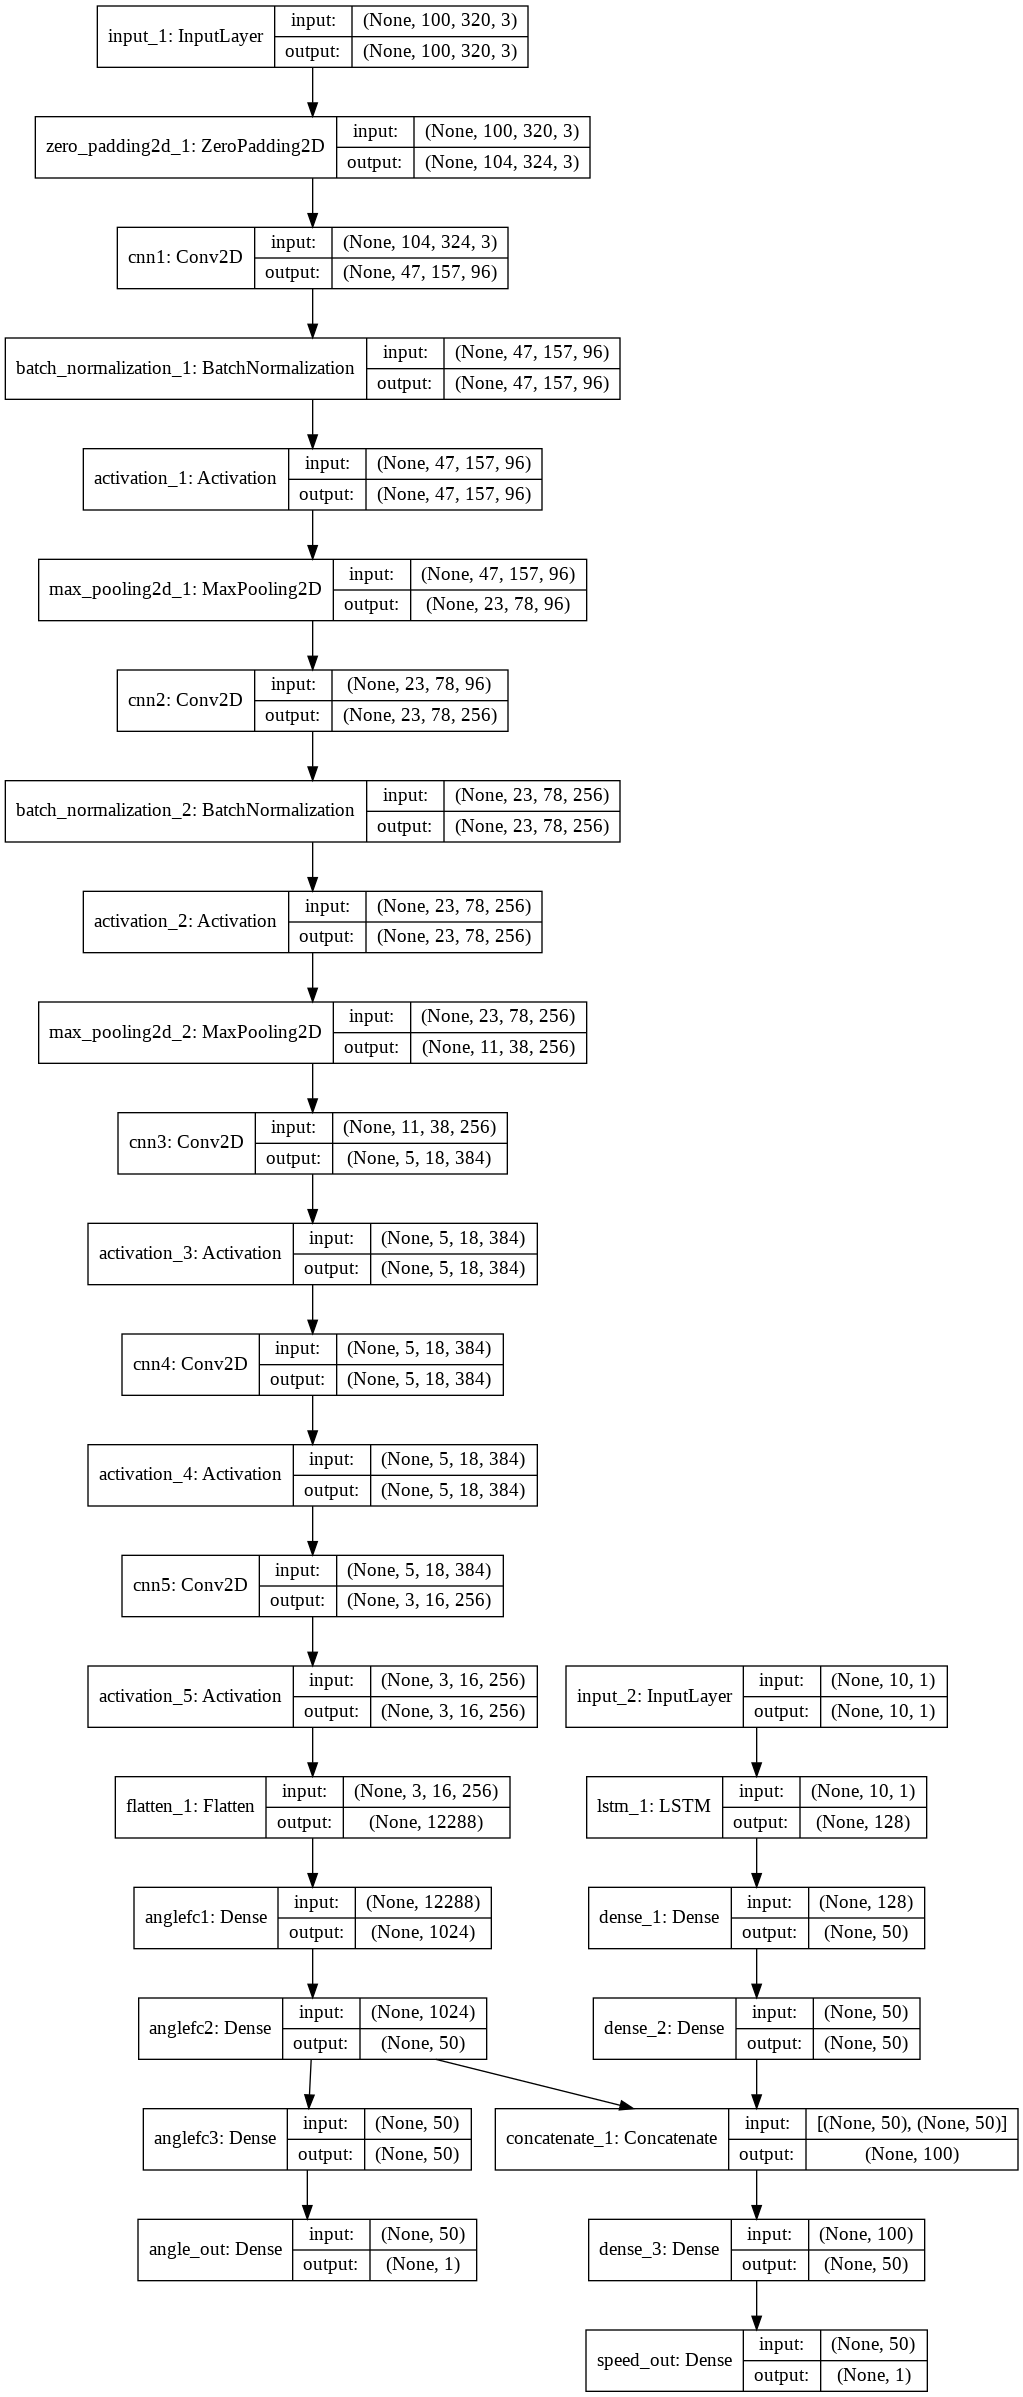 input_1: InputLayer
input: (None, 100, 320, 3)
output: (None, 100, 320, 3)
zero_padding2d_1: ZeroPadding2D
input: (None, 100, 320, 3)
output: (None, 104, 324, 3)
cnn1: Conv2D
input: (None, 104, 324, 3)
output: (None, 47, 157, 96)
batch_normalization_1: BatchNormalization
input: (None, 47, 157, 96)
output: (None, 47, 157, 96)
activation_1: Activation
input: (None, 47, 157, 96)
output: (None, 47, 157, 96)
max_pooling2d_1: MaxPooling2D
input: (None, 47, 157, 96)
output: (None, 23, 78, 96)
cnn2: Conv2D
input: (None, 23, 78, 96)
output: (None, 23, 78, 256)
batch_normalization_2: BatchNormalization
input: (None, 23, 78, 256)
output: (None, 23, 78, 256)
activation_2: Activation
input: (None, 23, 78, 256)
output: (None, 23, 78, 256)
max_pooling2d_2: MaxPooling2D
input: (None, 23, 78, 256)
output: (None, 11, 38, 256)
cnn3: Conv2D
input: (None, 11, 38, 256)
output: (None, 5, 18, 384)
activation_3: Activation
input: (None, 5, 18, 384)
output: (None, 5, 18, 384)
cnn4: Conv2D
input: (None, 5, 18, 384)
output: (None, 5, 18, 384)
activation_4: Activation
input: (None, 5, 18, 384)
output: (None, 5, 18, 384)
cnn5: Conv2D
input: (None, 5, 18, 384)
output: (None, 3, 16, 256)
activation_5: Activation
input: (None, 3, 16, 256)
output: (None, 3, 16, 256)
input_2: InputLayer
input: (None, 10, 1)
output: (None, 10, 1)
flatten_1: Flatten
input: (None, 3, 16, 256)
output: (None, 12288)
lstm_1: LSTM
input: (None, 10, 1)
output: (None, 128)
anglefc1: Dense
input: (None, 12288)
output: (None, 1024)
dense_1: Dense
input: (None, 128)
output: (None, 50)
anglefc2: Dense
input: (None, 1024)
output: (None, 50)
dense_2: Dense
input: (None, 50)
output: (None, 50)
anglefc3: Dense
input: (None, 50)
output: (None, 50)
concatenate_1: Concatenate
input: [(None, 50), (None, 50)]
output: (None, 100)
angle_out: Dense
input: (None, 50)
output: (None, 1)
dense_3: Dense
input: (None, 100)
output: (None, 50)
speed_out: Dense
input: (None, 50)
output: (None, 1)